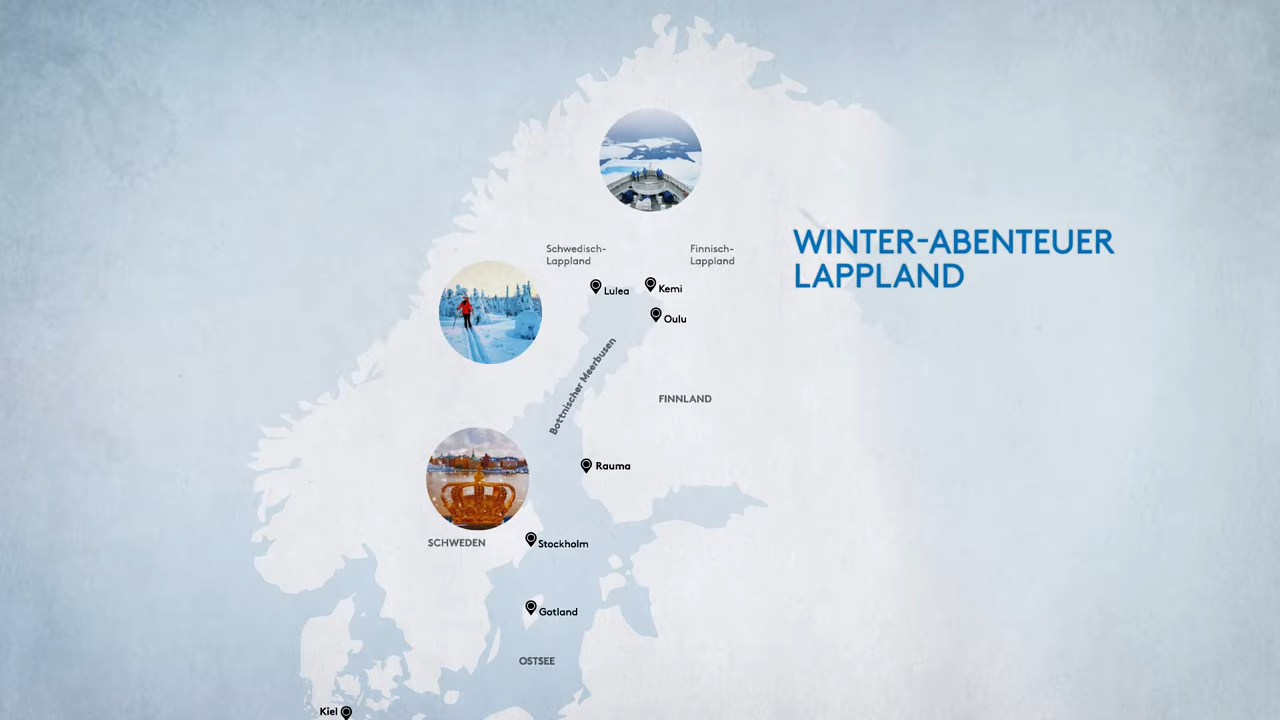 WINTER-ABENTEUER
LAPPLAND
Schwedisch-
Lappland
Finnisch-
Lappland
Lulea
Kemi
Oulu
Bottnischer Meerbusen
FINNLAND
Rauma
SCHWEDEN
Stockholm
Gotland
OSTSEE
Kiel